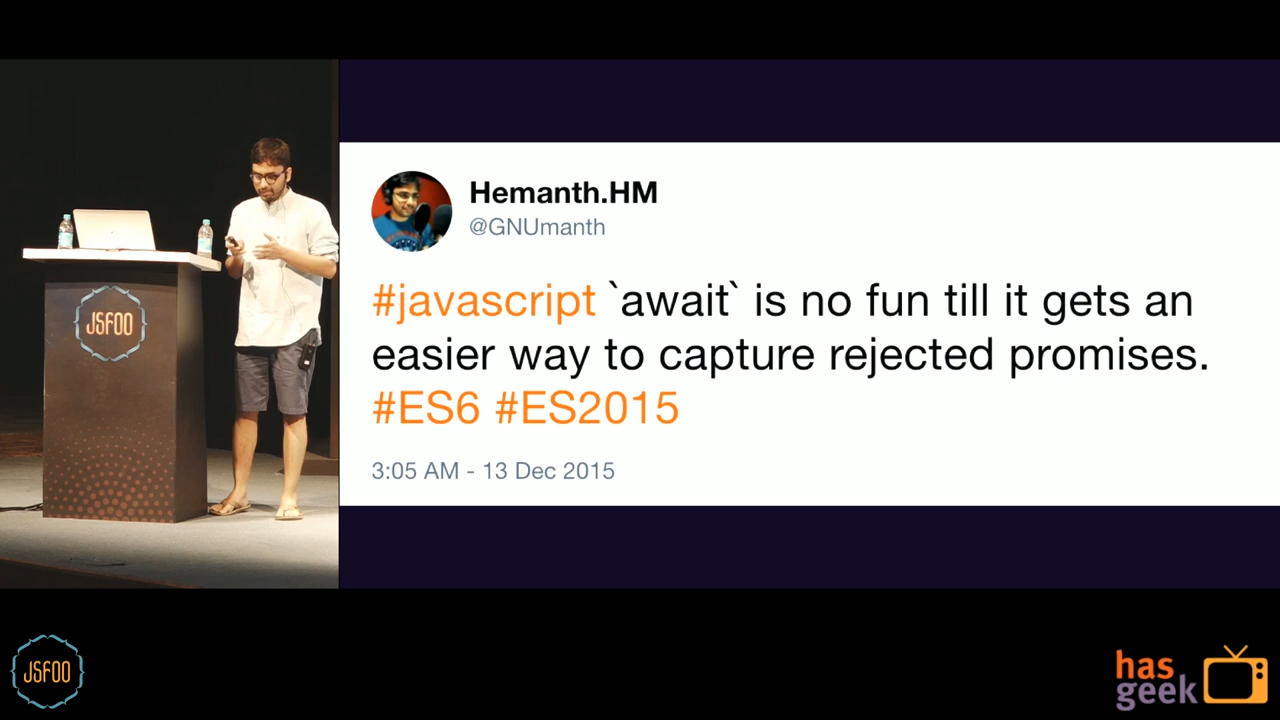 Hemanth.HM
@GNUmanth
#javascript `await` is no fun till it gets an
easier way to capture rejected promises.
#ES6 #ES2015
3:05 AM - 13 Dec 2015
JSFOO
JSFOO
has
geek